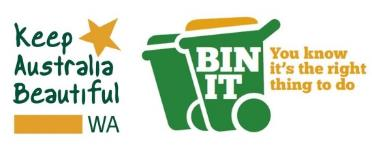 Keep
Australia
Beautiful
WA
BIN
IT
You know
it's the right
thing to do